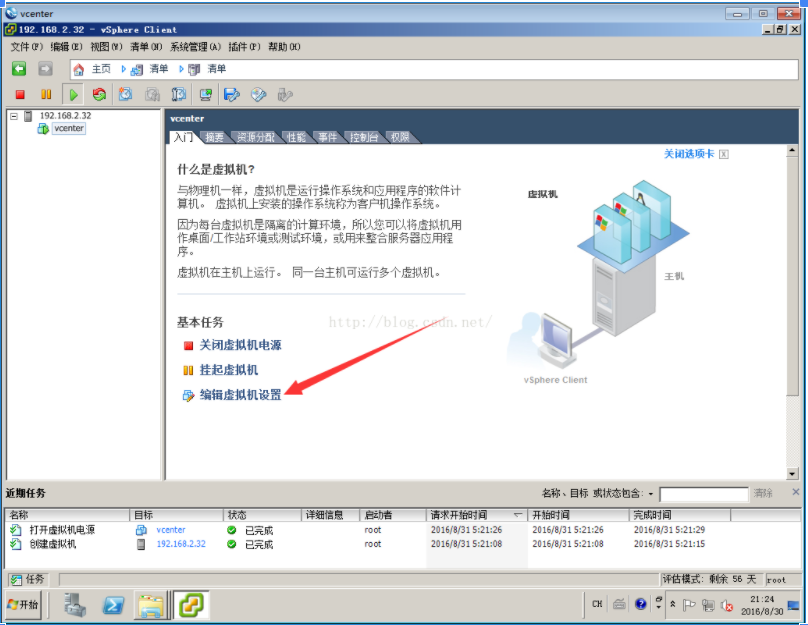 vcenter
192.168.2.32 - vSphere Client
文件(F) 编辑(E) 视图(V) 清单(N) 系统管理(A) 插件(P) 帮助(H)
主页 清单 清单
192.168.2.32
vcenter
vcenter
入门 摘要 资源分配 性能 事件 控制台 权限
关闭选项卡 X
什么是虚拟机?
与物理机一样，虚拟机是运行操作系统和应用程序的软件计
算机。 虚拟机上安装的操作系统称为客户机操作系统。
因为每台虚拟机是隔离的计算环境，所以您可以将虚拟机用
作桌面/工作站环境或测试环境，或用来整合服务器应用程
序。
虚拟机在主机上运行。 同一台主机可运行多个虚拟机。
虚拟机
主机
vSphere Client
基本任务
http://blog.csdn.net/
关闭虚拟机电源
挂起虚拟机
编辑虚拟机设置
近期任务 名称、目标 或状态包含: 清除
名称 目标 状态 详细信息 启动者 请求开始时间 开始时间 完成时间
打开虚拟机电源 vcenter 已完成 root 2016/8/31 5:21:26 2016/8/31 5:21:26 2016/8/31 5:21:29
创建虚拟机 192.168.2.32 已完成 root 2016/8/31 5:21:08 2016/8/31 5:21:08 2016/8/31 5:21:15
任务 评估模式: 剩余 56 天 root
开始 CH 21:24
2016/8/30